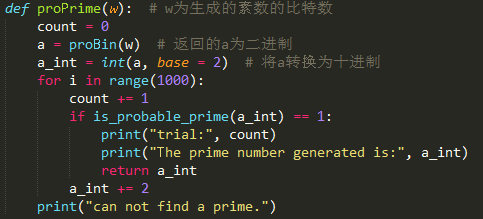 def proPrime(w):  # w为生成的素数的比特数
    count = 0
    a = proBin(w)  # 返回的a为二进制
    a_int = int(a, base = 2)  # 将a转换为十进制
    for i in range(1000):
        count += 1
        if is_probable_prime(a_int) == 1:
            print("trial:", count)
            print("The prime number generated is:", a_int)
            return a_int
        a_int += 2
    print("can not find a prime.")